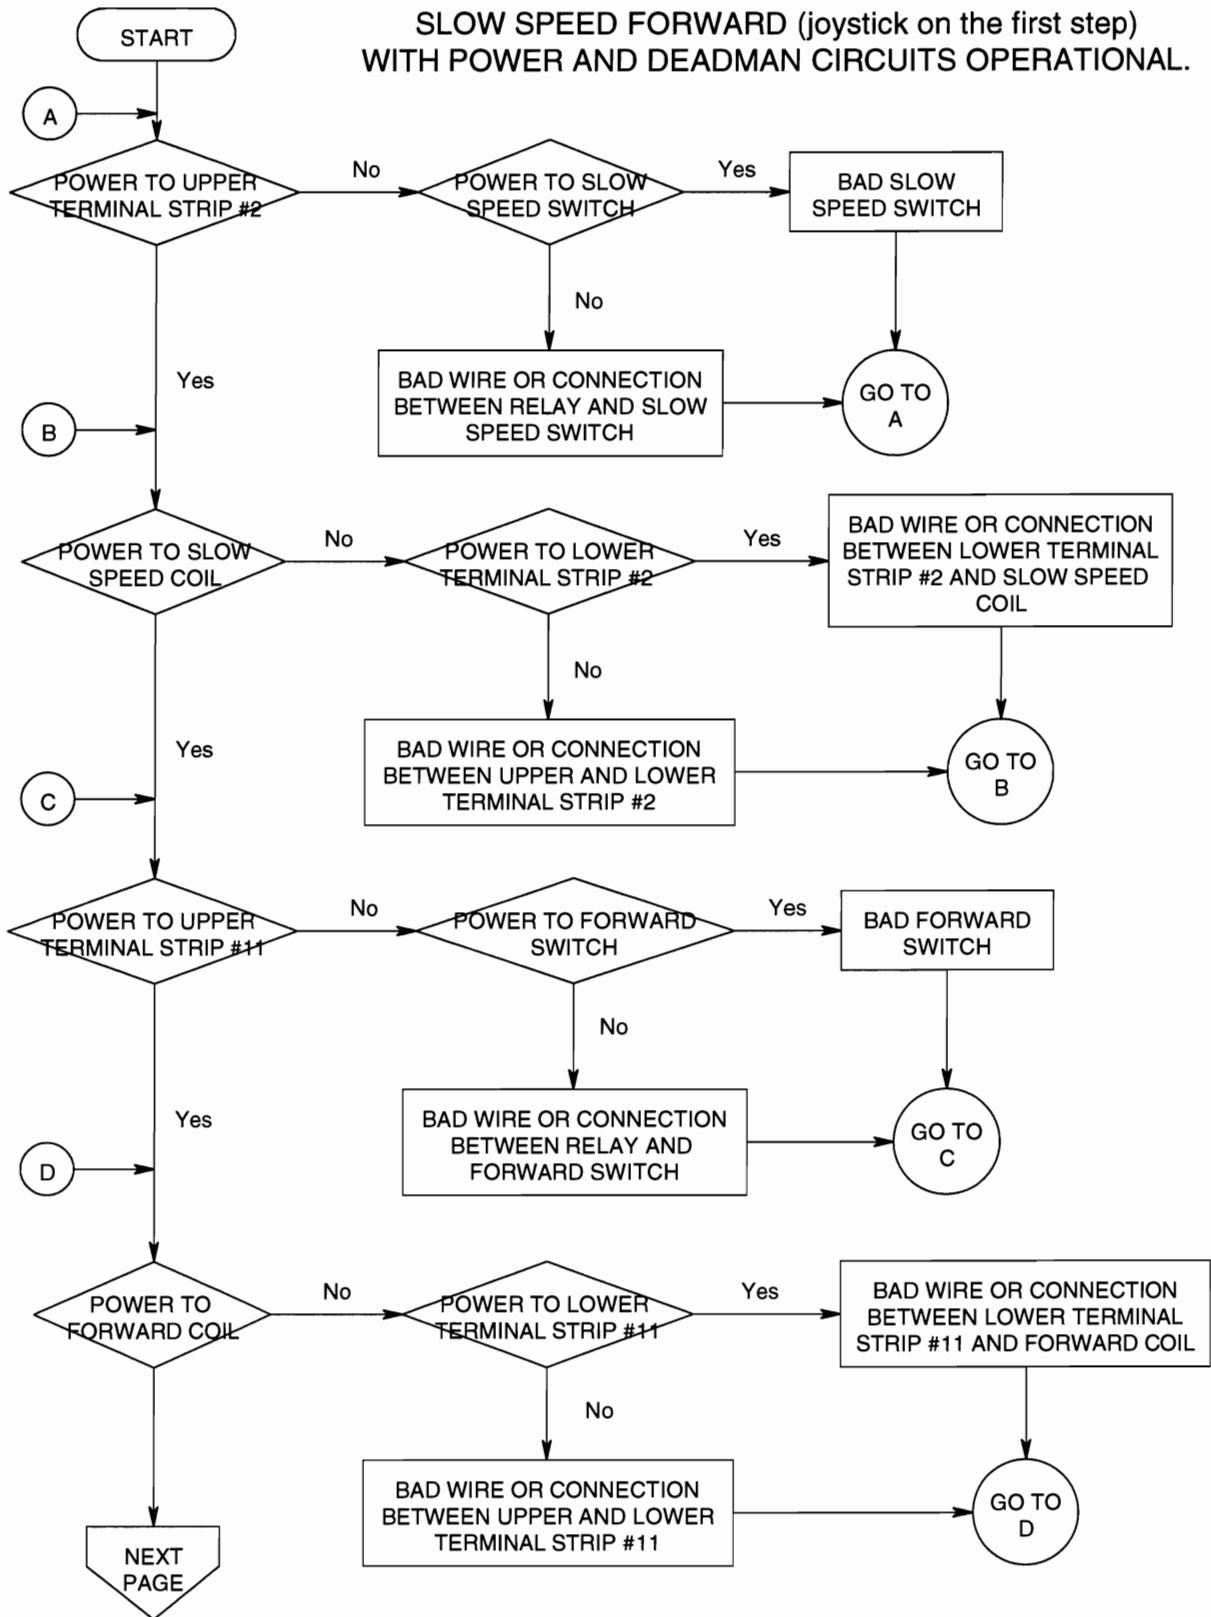 SLOW SPEED FORWARD (joystick on the first step)
WITH POWER AND DEADMAN CIRCUITS OPERATIONAL.
START
A
POWER TO UPPER
TERMINAL STRIP #2
No
POWER TO SLOW
SPEED SWITCH
Yes
BAD SLOW
SPEED SWITCH
No
Yes
BAD WIRE OR CONNECTION
BETWEEN RELAY AND SLOW
SPEED SWITCH
GO TO
A
B
POWER TO SLOW
SPEED COIL
No
POWER TO LOWER
TERMINAL STRIP #2
Yes
BAD WIRE OR CONNECTION
BETWEEN LOWER TERMINAL
STRIP #2 AND SLOW SPEED
COIL
No
Yes
BAD WIRE OR CONNECTION
BETWEEN UPPER AND LOWER
TERMINAL STRIP #2
GO TO
B
C
POWER TO UPPER
TERMINAL STRIP #11
No
POWER TO FORWARD
SWITCH
Yes
BAD FORWARD
SWITCH
No
Yes
BAD WIRE OR CONNECTION
BETWEEN RELAY AND
FORWARD SWITCH
GO TO
C
D
POWER TO
FORWARD COIL
No
POWER TO LOWER
TERMINAL STRIP #11
Yes
BAD WIRE OR CONNECTION
BETWEEN LOWER TERMINAL
STRIP #11 AND FORWARD COIL
No
BAD WIRE OR CONNECTION
BETWEEN UPPER AND LOWER
TERMINAL STRIP #11
GO TO
D
NEXT
PAGE